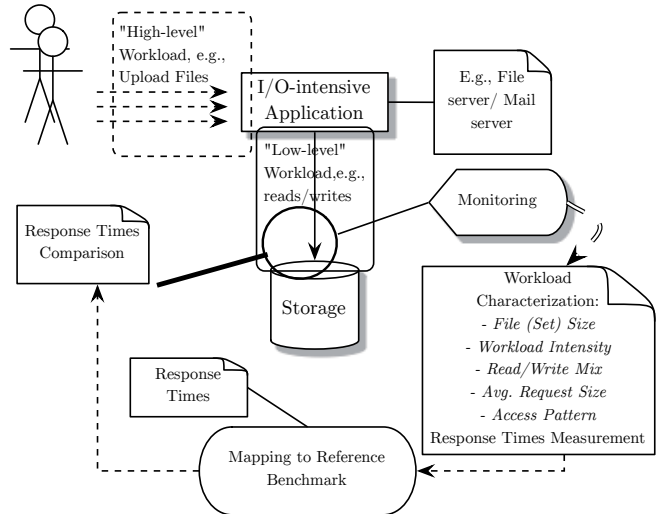 "High-level"
Workload, e.g.,
Upload Files
I/O-intensive
Application
E.g., File
server/ Mail
server
"Low-level"
Workload,e.g.,
reads/writes
Monitoring
Response Times
Comparison
Storage
Workload
Characterization:
- File (Set) Size
- Workload Intensity
- Read/Write Mix
- Avg. Request Size
- Access Pattern
Response Times Measurement
Response
Times
Mapping to Reference
Benchmark